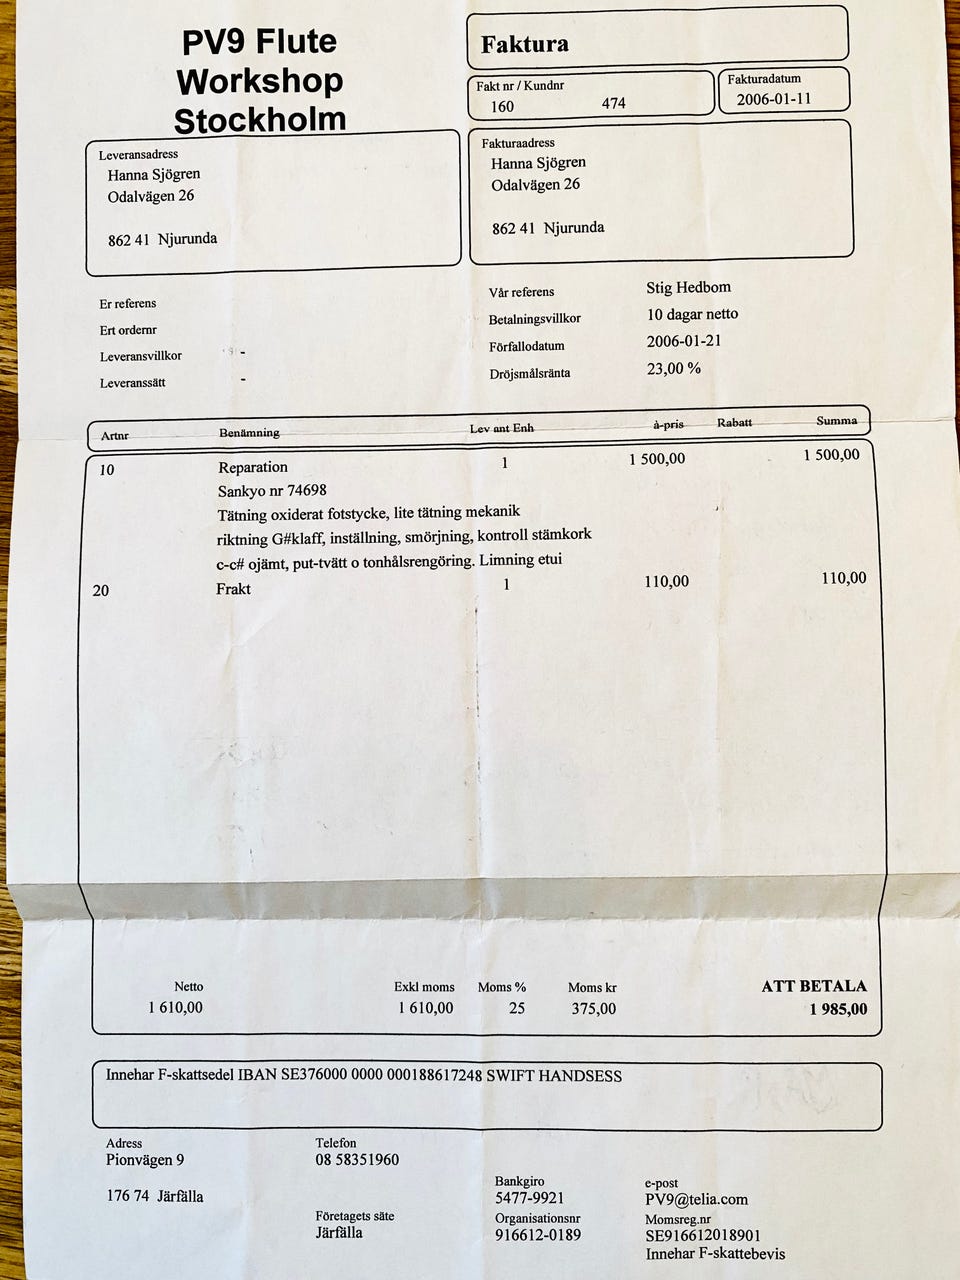 PV9 Flute
Workshop
Stockholm
Faktura
Fakt nr / Kundnr
160 474
Fakturadatum
2006-01-11
Leveransadress
Hanna Sjögren
Odalvägen 26
862 41 Njurunda
Fakturaadress
Hanna Sjögren
Odalvägen 26
862 41 Njurunda
Er referens
Ert ordernr
Leveransvillkor -
Leveranssätt -
Vår referens Stig Hedbom
Betalningsvillkor 10 dagar netto
Förfallodatum 2006-01-21
Dröjsmålsränta 23,00 %
Artnr Benämning Lev ant Enh à-pris Rabatt Summa
10 Reparation 1 1 500,00 1 500,00
Sankyo nr 74698
Tätning oxiderat fotstycke, lite tätning mekanik
riktning G#klaff, inställning, smörjning, kontroll stämkork
c-c# ojämt, put-tvätt o tonhålsrengöring. Limning etui
20 Frakt 1 110,00 110,00
Netto Exkl moms Moms % Moms kr ATT BETALA
1 610,00 1 610,00 25 375,00 1 985,00
Innehar F-skattsedel IBAN SE376000 0000 000188617248 SWIFT HANDSESS
Adress
Pionvägen 9
176 74 Järfälla
Telefon
08 58351960
Företagets säte
Järfälla
Bankgiro
5477-9921
Organisationsnr
916612-0189
e-post
PV9@telia.com
Momsreg.nr
SE916612018901
Innehar F-skattebevis